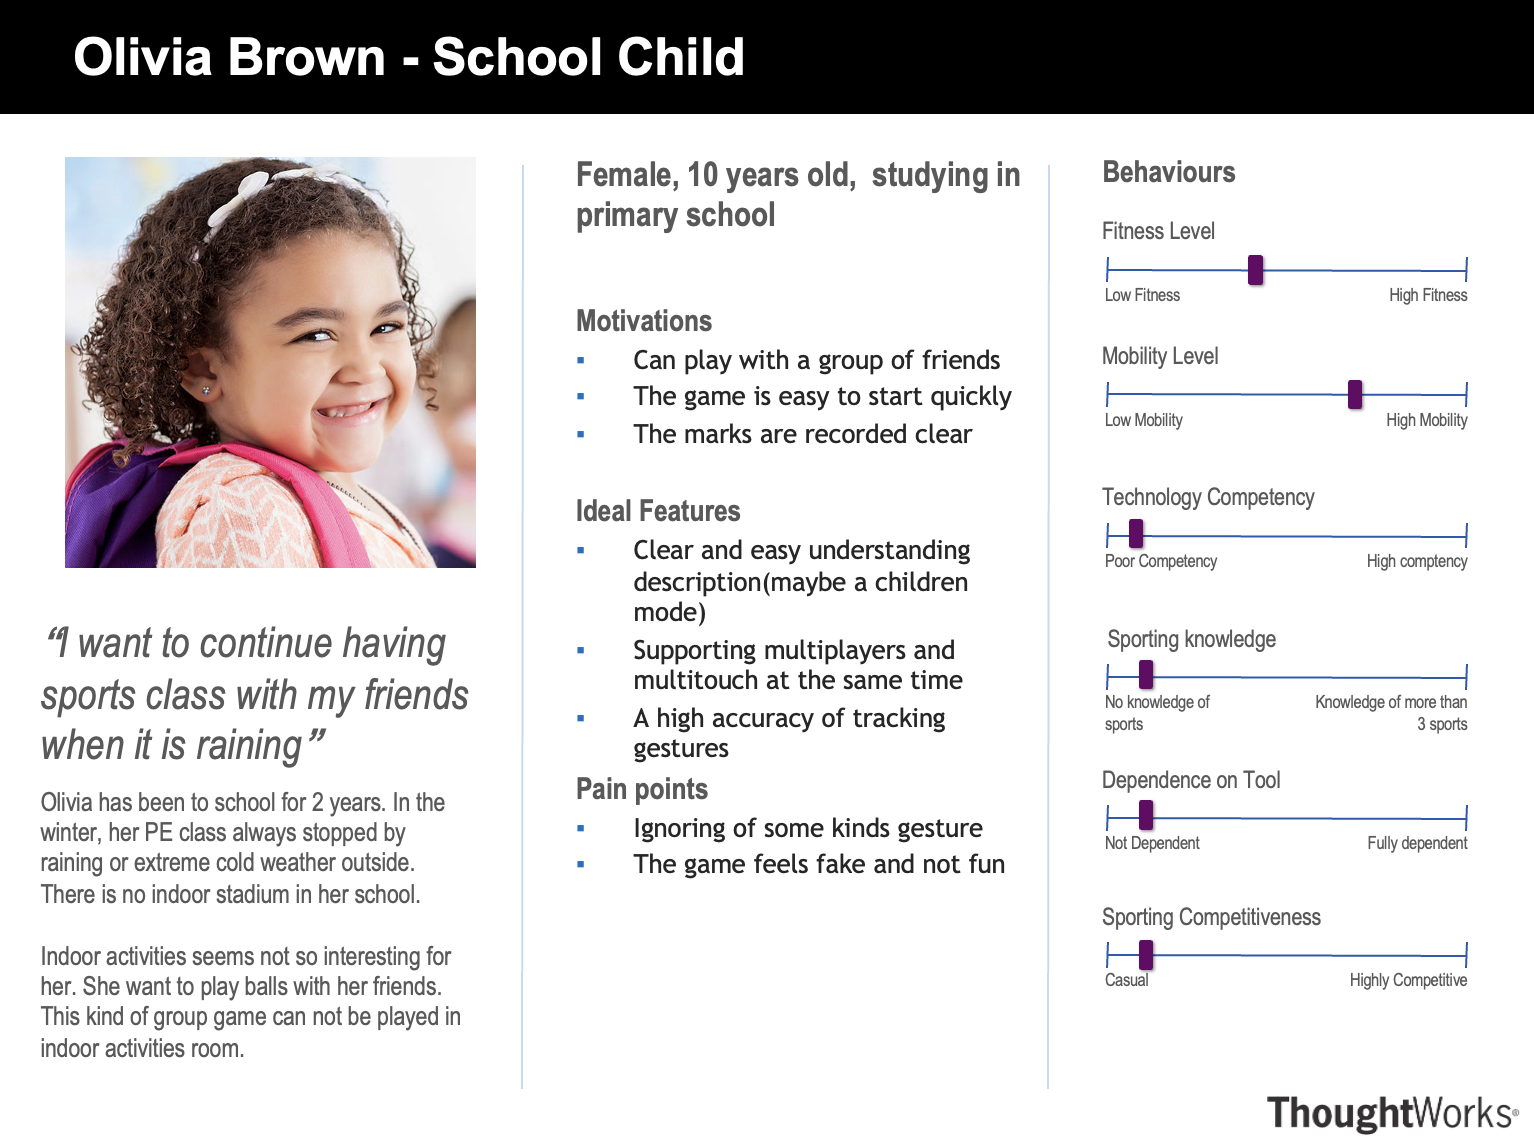 Olivia Brown - School Child
“I want to continue having
sports class with my friends
when it is raining”
Olivia has been to school for 2 years. In the
winter, her PE class always stopped by
raining or extreme cold weather outside.
There is no indoor stadium in her school.
Indoor activities seems not so interesting for
her. She want to play balls with her friends.
This kind of group game can not be played in
indoor activities room.
Female, 10 years old,  studying in
primary school
Motivations
▪ Can play with a group of friends
▪ The game is easy to start quickly
▪ The marks are recorded clear
Ideal Features
▪ Clear and easy understanding
description(maybe a children
mode)
▪ Supporting multiplayers and
multitouch at the same time
▪ A high accuracy of tracking
gestures
Pain points
▪ Ignoring of some kinds gesture
▪ The game feels fake and not fun
Behaviours
Fitness Level
Low Fitness High Fitness
Mobility Level
Low Mobility High Mobility
Technology Competency
Poor Competency High comptency
Sporting knowledge
No knowledge of Knowledge of more than
sports 3 sports
Dependence on Tool
Not Dependent Fully dependent
Sporting Competitiveness
Casual Highly Competitive
ThoughtWorks®